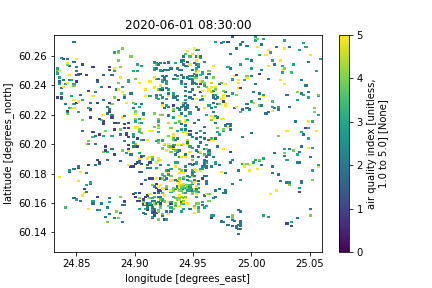 2020-06-01 08:30:00
60.26
60.24
60.22
60.20
60.18
60.16
60.14
latitude [degrees_north]
24.85 24.90 24.95 25.00 25.05
longitude [degrees_east]
5
4
3
2
1
0
air quality index [unitless,
1.0 to 5.0] [None]